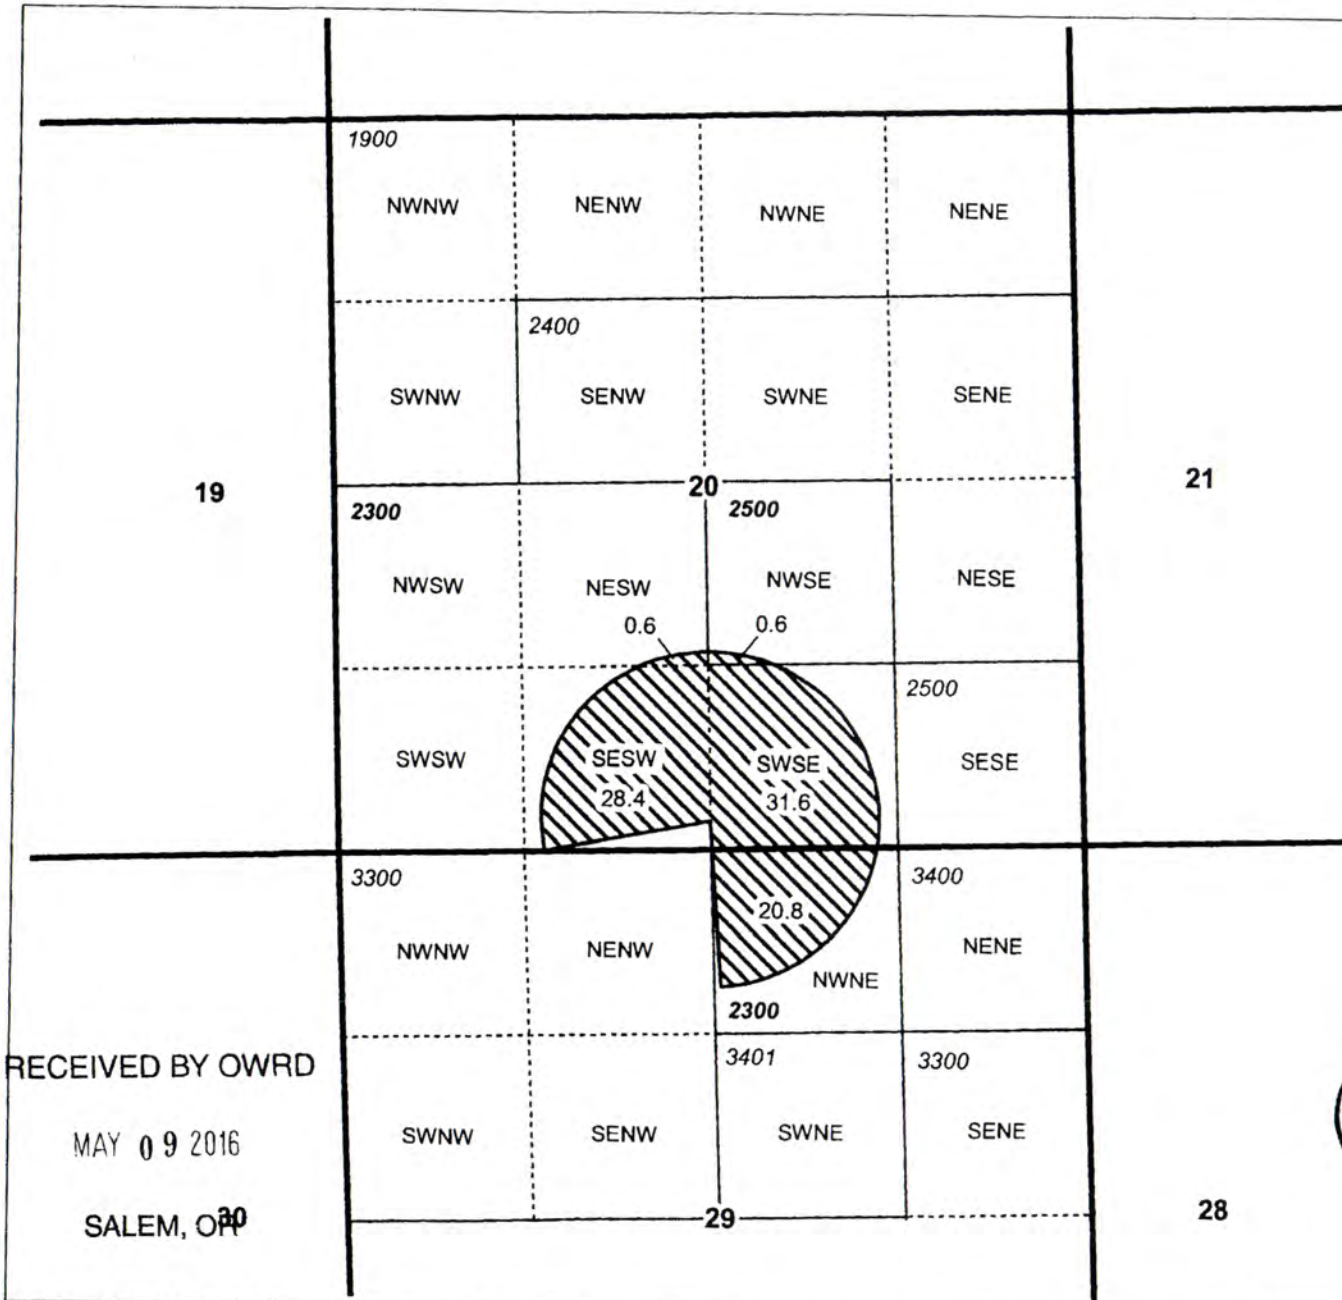 1900
NWNW NENW NWNE NENE
2400
SWNW SENW SWNE SENE
19 20 21
2300 2500
NWSW NESW NWSE NESE
0.6 0.6
2500
SWSW SESW SWSE SESE
28.4 31.6
3300 3400
20.8
NWNW NENW NWNE NENE
2300
3401 3300
RECEIVED BY OWRD
MAY 09 2016
SWNW SENW SWNE SENE
SALEM, OR
30 29 28